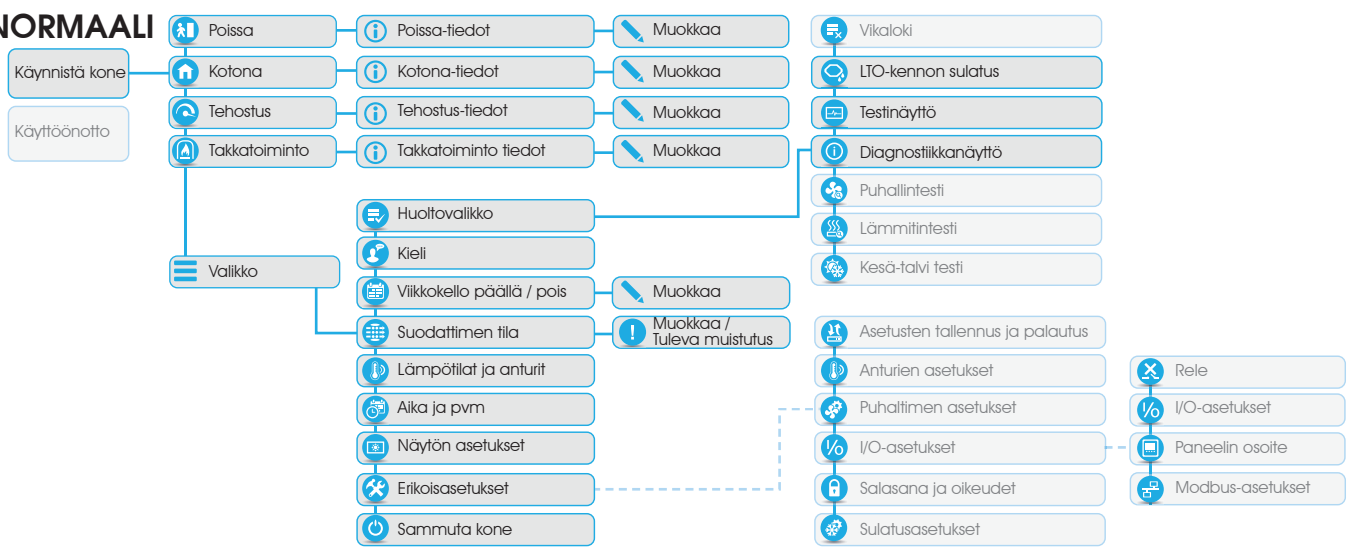 NORMAALI
Käynnistä kone
Käyttöönotto
Poissa
Poissa-tiedot
Muokkaa
Kotona
Kotona-tiedot
Muokkaa
Tehostus
Tehostus-tiedot
Muokkaa
Takkatoiminto
Takkatoiminto tiedot
Muokkaa
Valikko
Huoltovalikko
Kieli
Viikkokello päällä / pois
Muokkaa
Suodattimen tila
Muokkaa /
Tuleva muistutus
Lämpötilat ja anturit
Aika ja pvm
Näytön asetukset
Erikoisasetukset
Sammuta kone
Vikaloki
LTO-kennon sulatus
Testinäyttö
Diagnostiikkanäyttö
Puhallintesti
Lämmitintesti
Kesä-talvi testi
Asetusten tallennus ja palautus
Anturien asetukset
Puhaltimen asetukset
I/O-asetukset
Salasana ja oikeudet
Sulatusasetukset
Rele
I/O-asetukset
Paneelin osoite
Modbus-asetukset